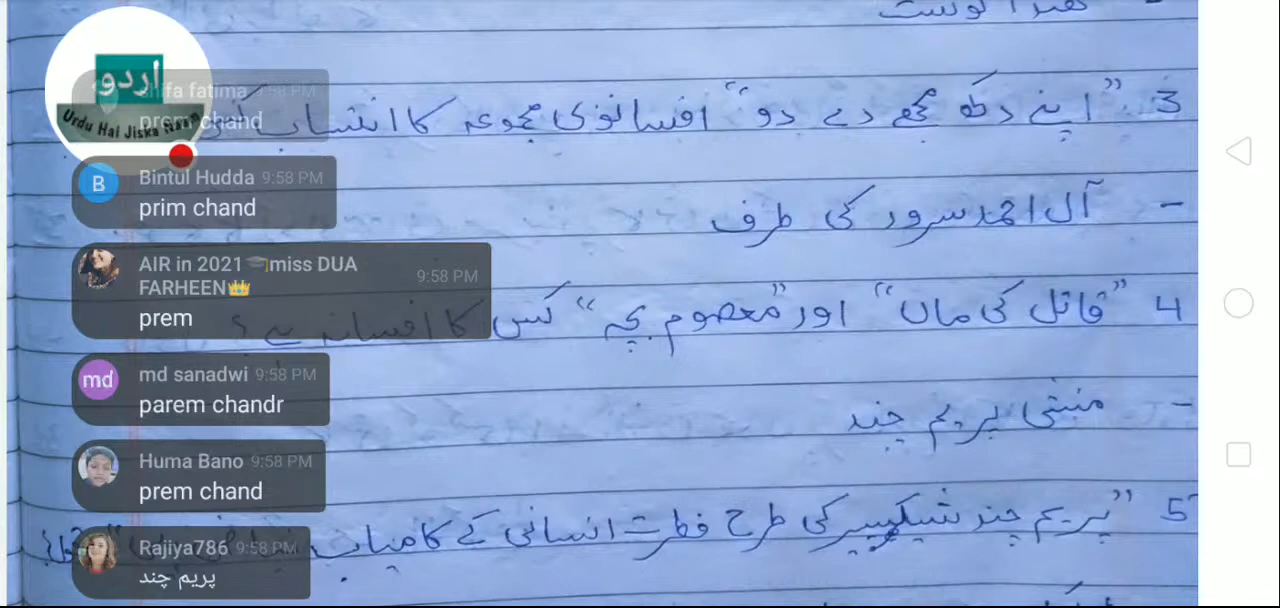 3 "اپنے دکھ مجھے دے دو" افسانوی مجموعہ کا انتساب
- آل احمد سرور کی طرف
4 "قاتل کی ماں" اور "معصوم بچہ" کس کا افسانہ ہے؟
- منشی پریم چند
5 "پریم چند شیکسپیر کی طرح فطرت انسانی کے کامیاب
اردو
Urdu Hai Jiska Naam
shifa fatima 9:58 PM
prem chand
B
Bintul Hudda 9:58 PM
prim chand
AIR in 2021 🎓miss DUA
FARHEEN👑 9:58 PM
prem
md
md sanadwi 9:58 PM
parem chandr
Huma Bano 9:58 PM
prem chand
Rajiya786 9:58 PM
پریم چند